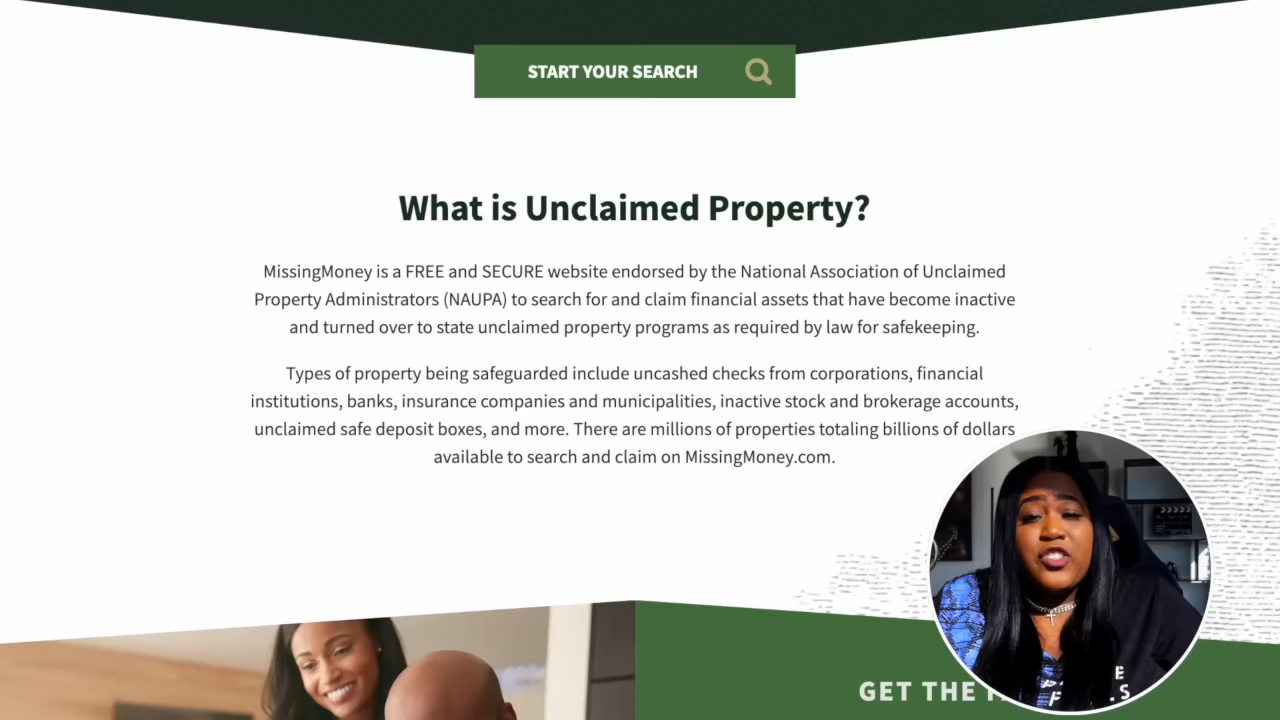 START YOUR SEARCH
What is Unclaimed Property?
MissingMoney is a FREE and SECURE website endorsed by the National Association of Unclaimed
Property Administrators (NAUPA) to search for and claim financial assets that have become inactive
and turned over to state unclaimed property programs as required by law for safekeeping.
Types of property being safeguarded include uncashed checks from corporations, financial
institutions, banks, insurance companies and municipalities, inactive stock and brokerage accounts,
unclaimed safe deposit boxes, and more. There are millions of properties totaling billions of dollars
available to search and claim on MissingMoney.com.
GET THE